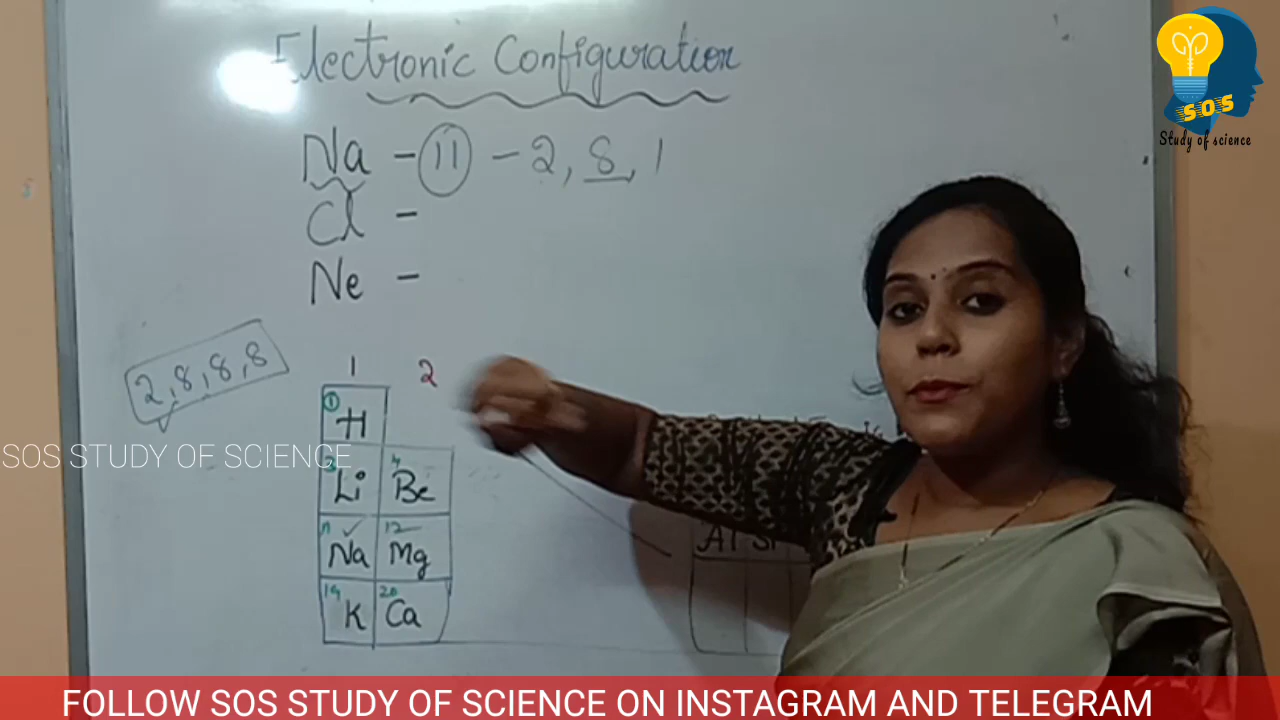 Electronic Configuration
SOS
Study of science
Na - 11 - 2, 8, 1
Cl -
Ne -
2, 8, 8, 8
1 2
1 H
Li 4 Be
11 Na 12 Mg
19 K 20 Ca
Al Si
SOS STUDY OF SCIENCE
FOLLOW SOS STUDY OF SCIENCE ON INSTAGRAM AND TELEGRAM